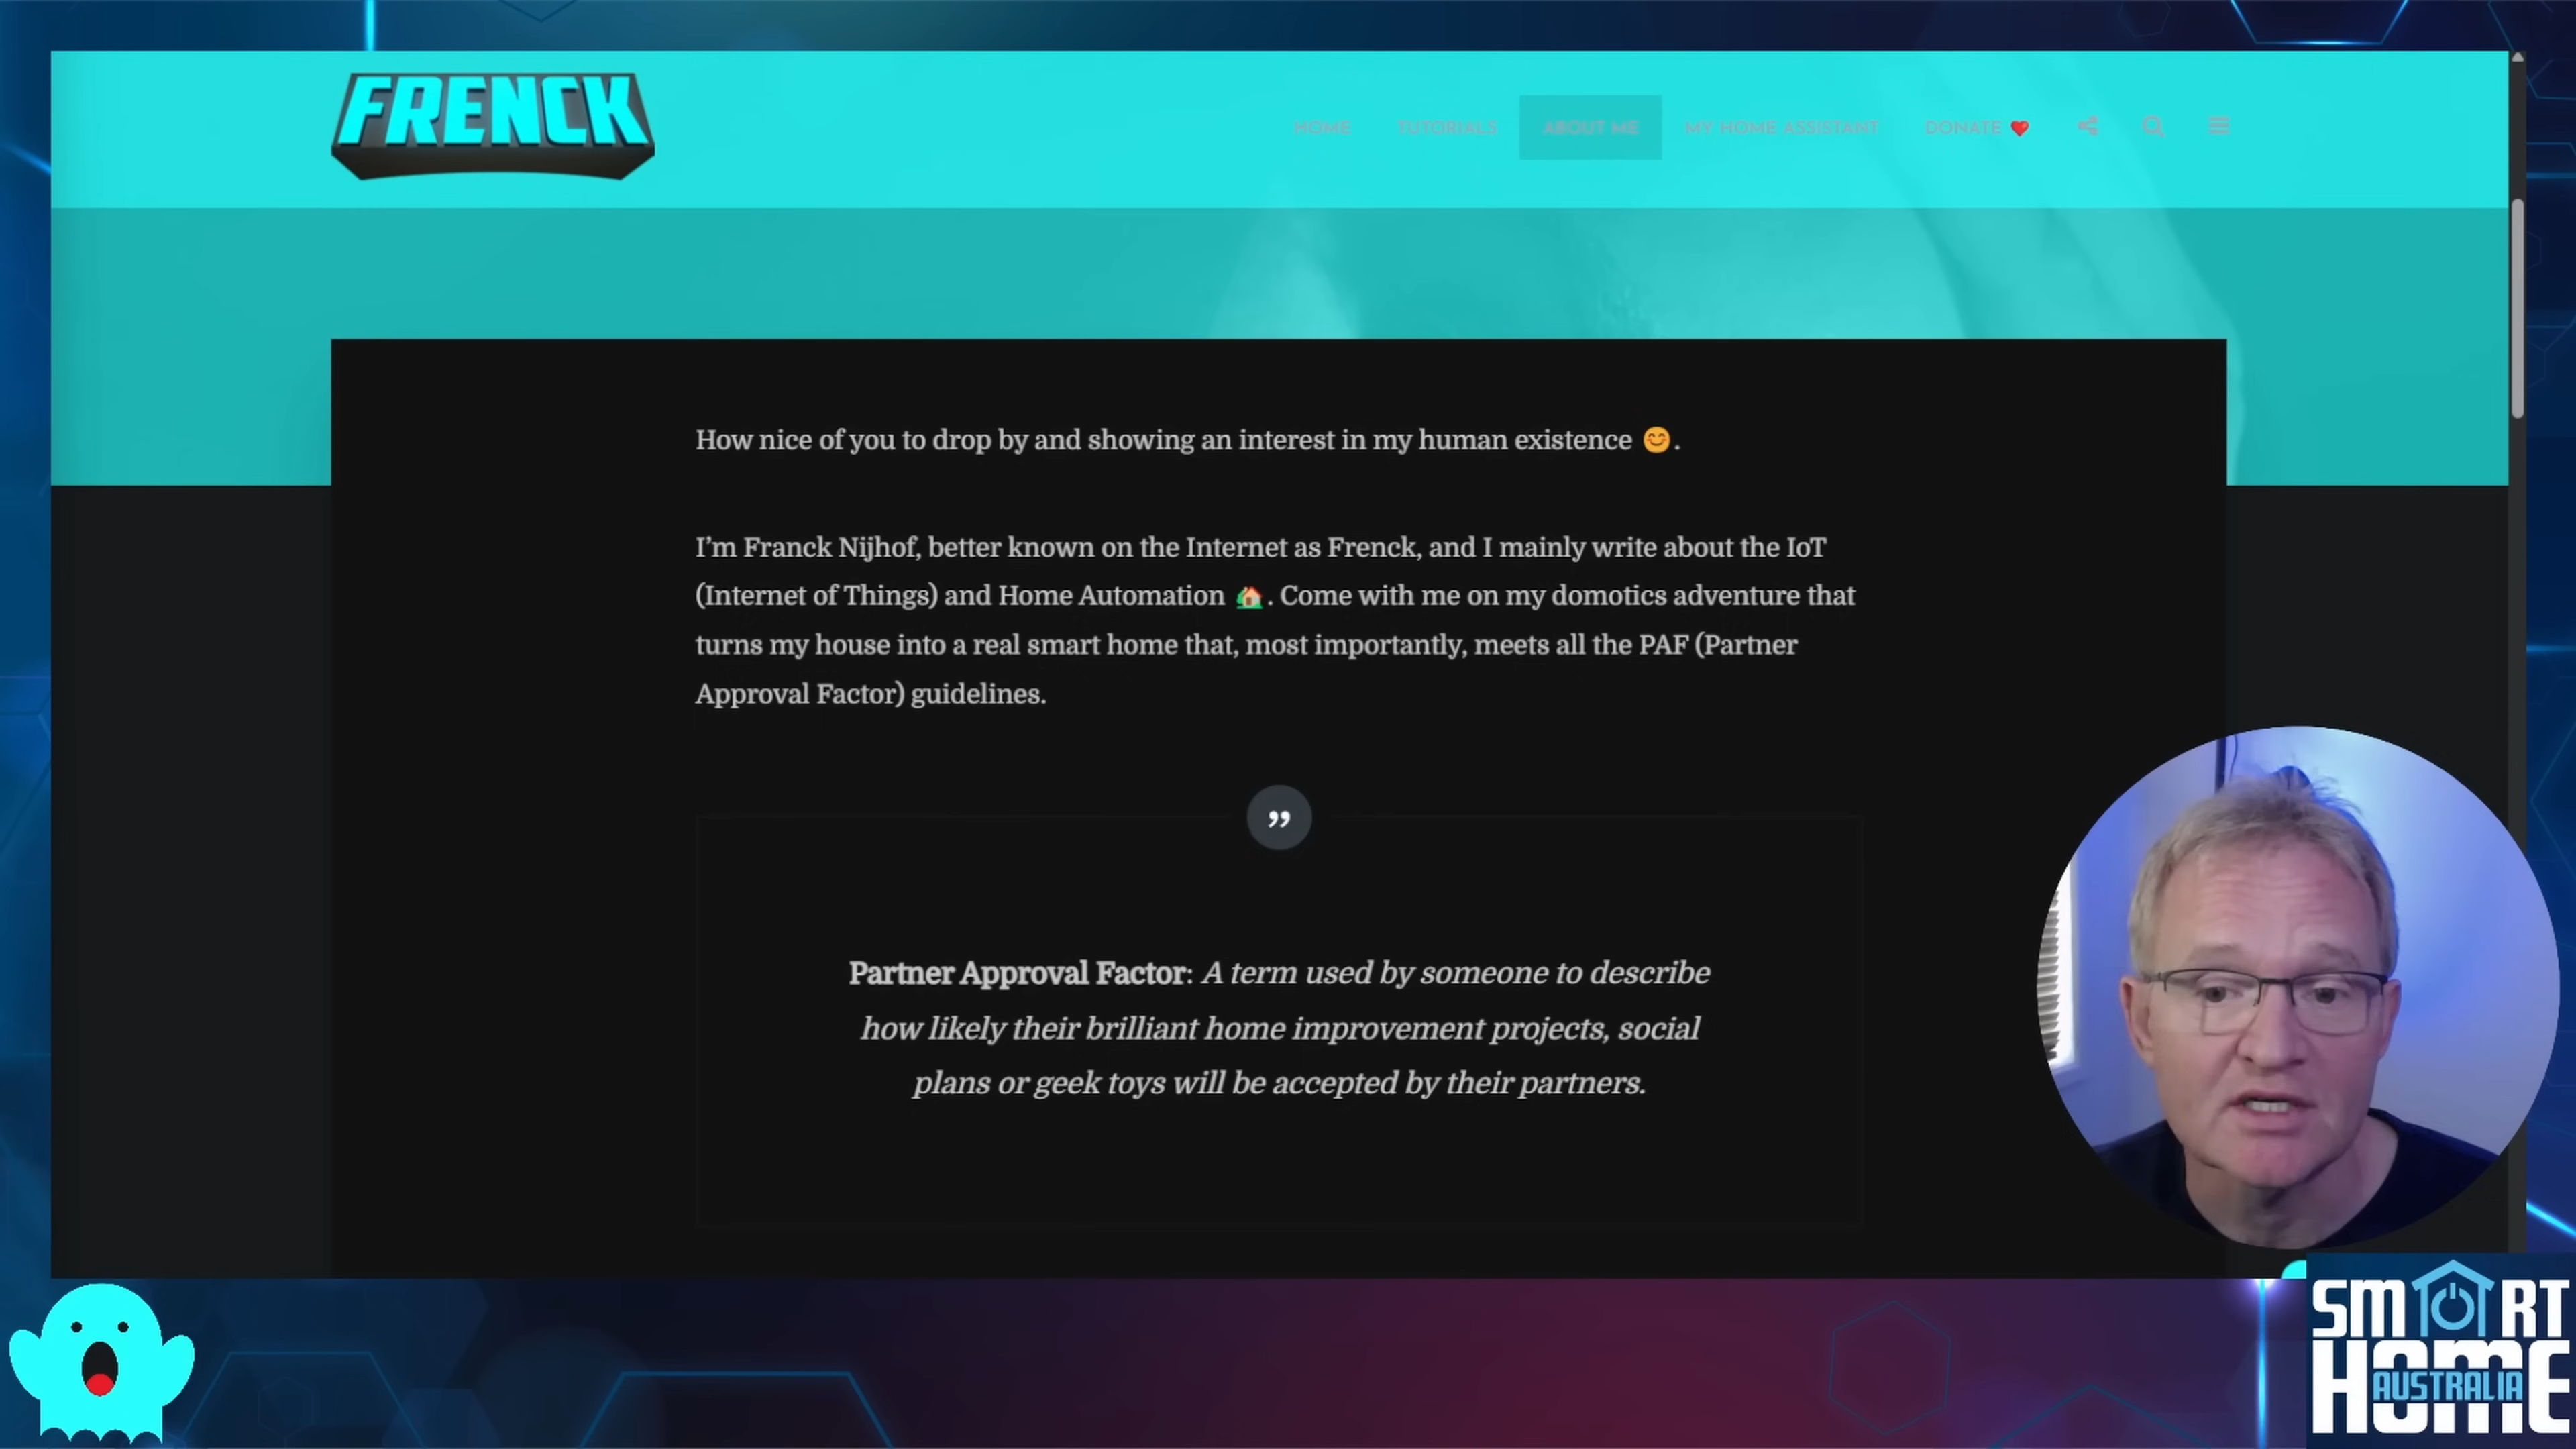 FRENCK
HOME TUTORIALS ABOUT ME MY HOME ASSISTANT DONATE ❤️
How nice of you to drop by and showing an interest in my human existence 😊.
I’m Franck Nijhof, better known on the Internet as Frenck, and I mainly write about the IoT
(Internet of Things) and Home Automation 🏡. Come with me on my domotics adventure that
turns my house into a real smart home that, most importantly, meets all the PAF (Partner
Approval Factor) guidelines.
”
Partner Approval Factor: A term used by someone to describe
how likely their brilliant home improvement projects, social
plans or geek toys will be accepted by their partners.
SMART
HOME
AUSTRALIA